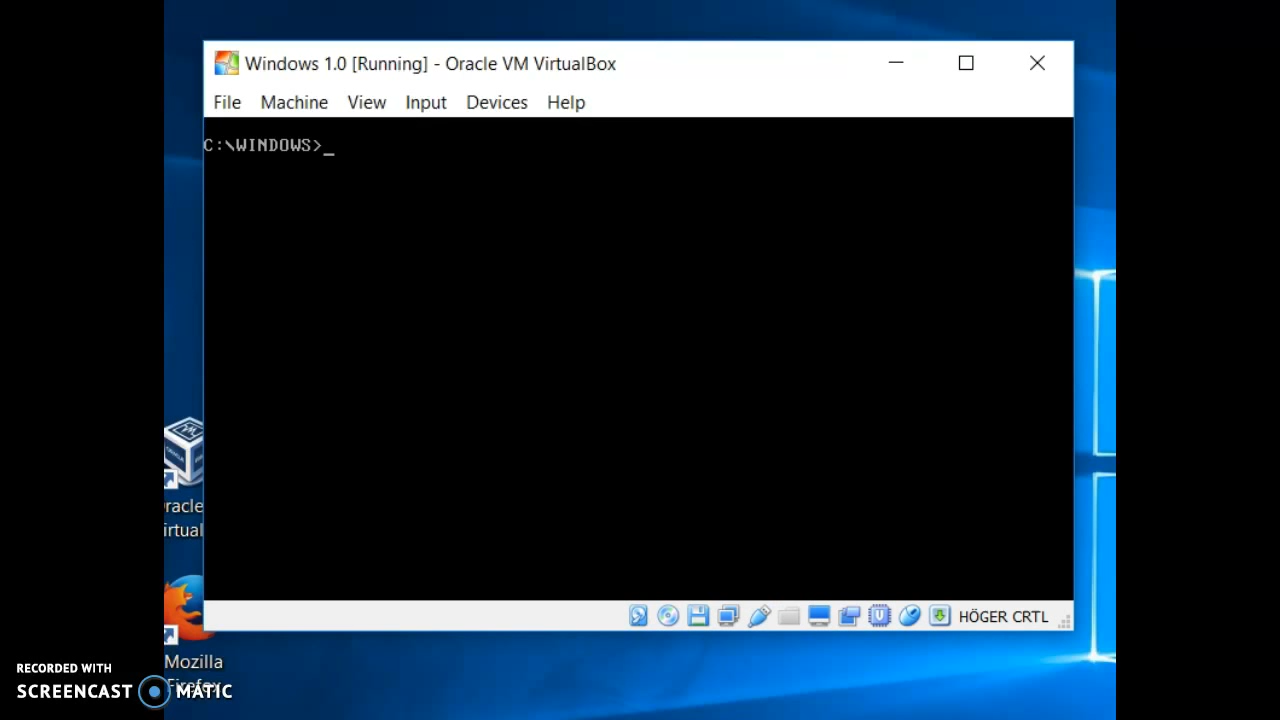 Windows 1.0 [Running] - Oracle VM VirtualBox
File Machine View Input Devices Help
C:\WINDOWS>_
racle
irtual
HÖGER CRTL
Mozilla
Firefox
RECORDED WITH
SCREENCAST MATIC